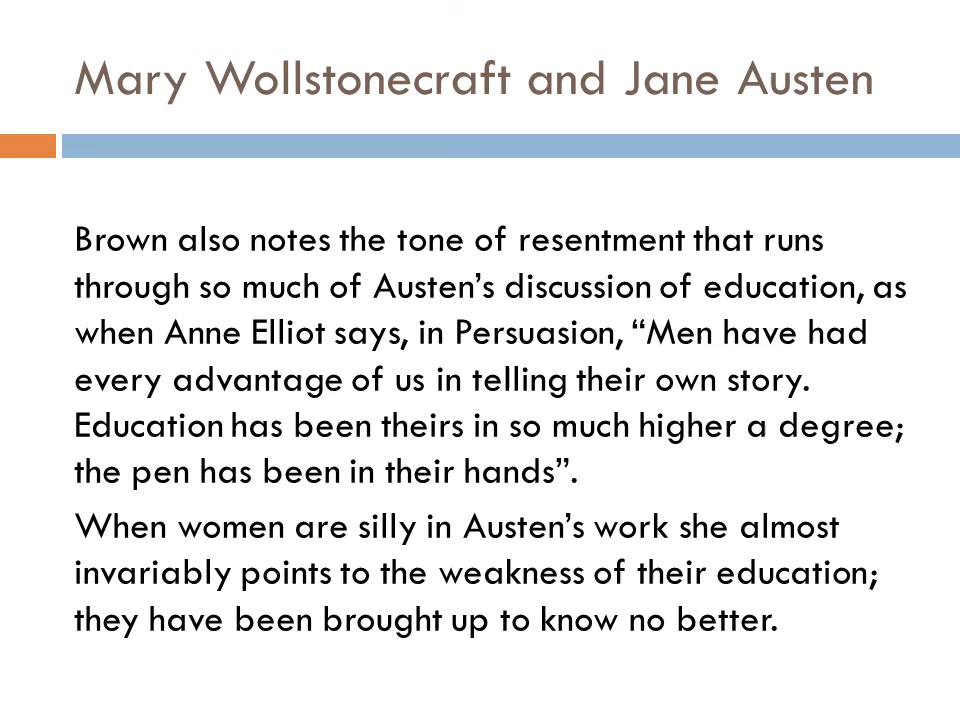 Mary Wollstonecraft and Jane Austen
Brown also notes the tone of resentment that runs
through so much of Austen’s discussion of education, as
when Anne Elliot says, in Persuasion, “Men have had
every advantage of us in telling their own story.
Education has been theirs in so much higher a degree;
the pen has been in their hands”.
When women are silly in Austen’s work she almost
invariably points to the weakness of their education;
they have been brought up to know no better.